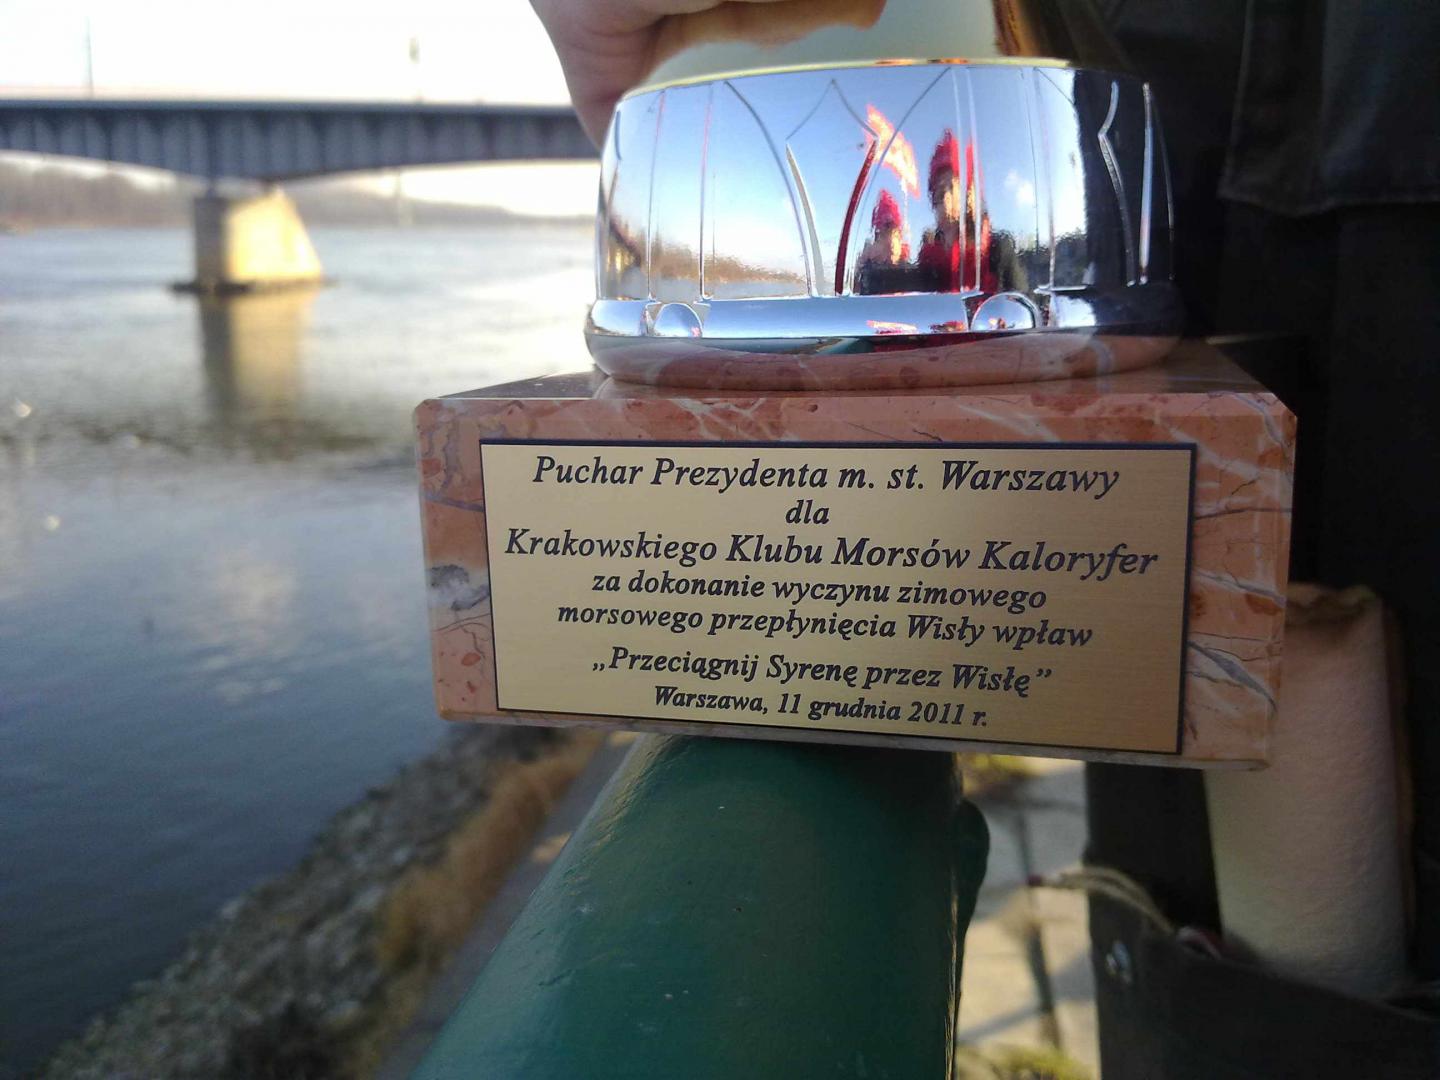 Puchar Prezydenta m. st. Warszawy
dla
Krakowskiego Klubu Morsów Kaloryfer
za dokonanie wyczynu zimowego
morsowego przepłynięcia Wisły wpław
„Przeciągnij Syrenę przez Wisłę”
Warszawa, 11 grudnia 2011 r.